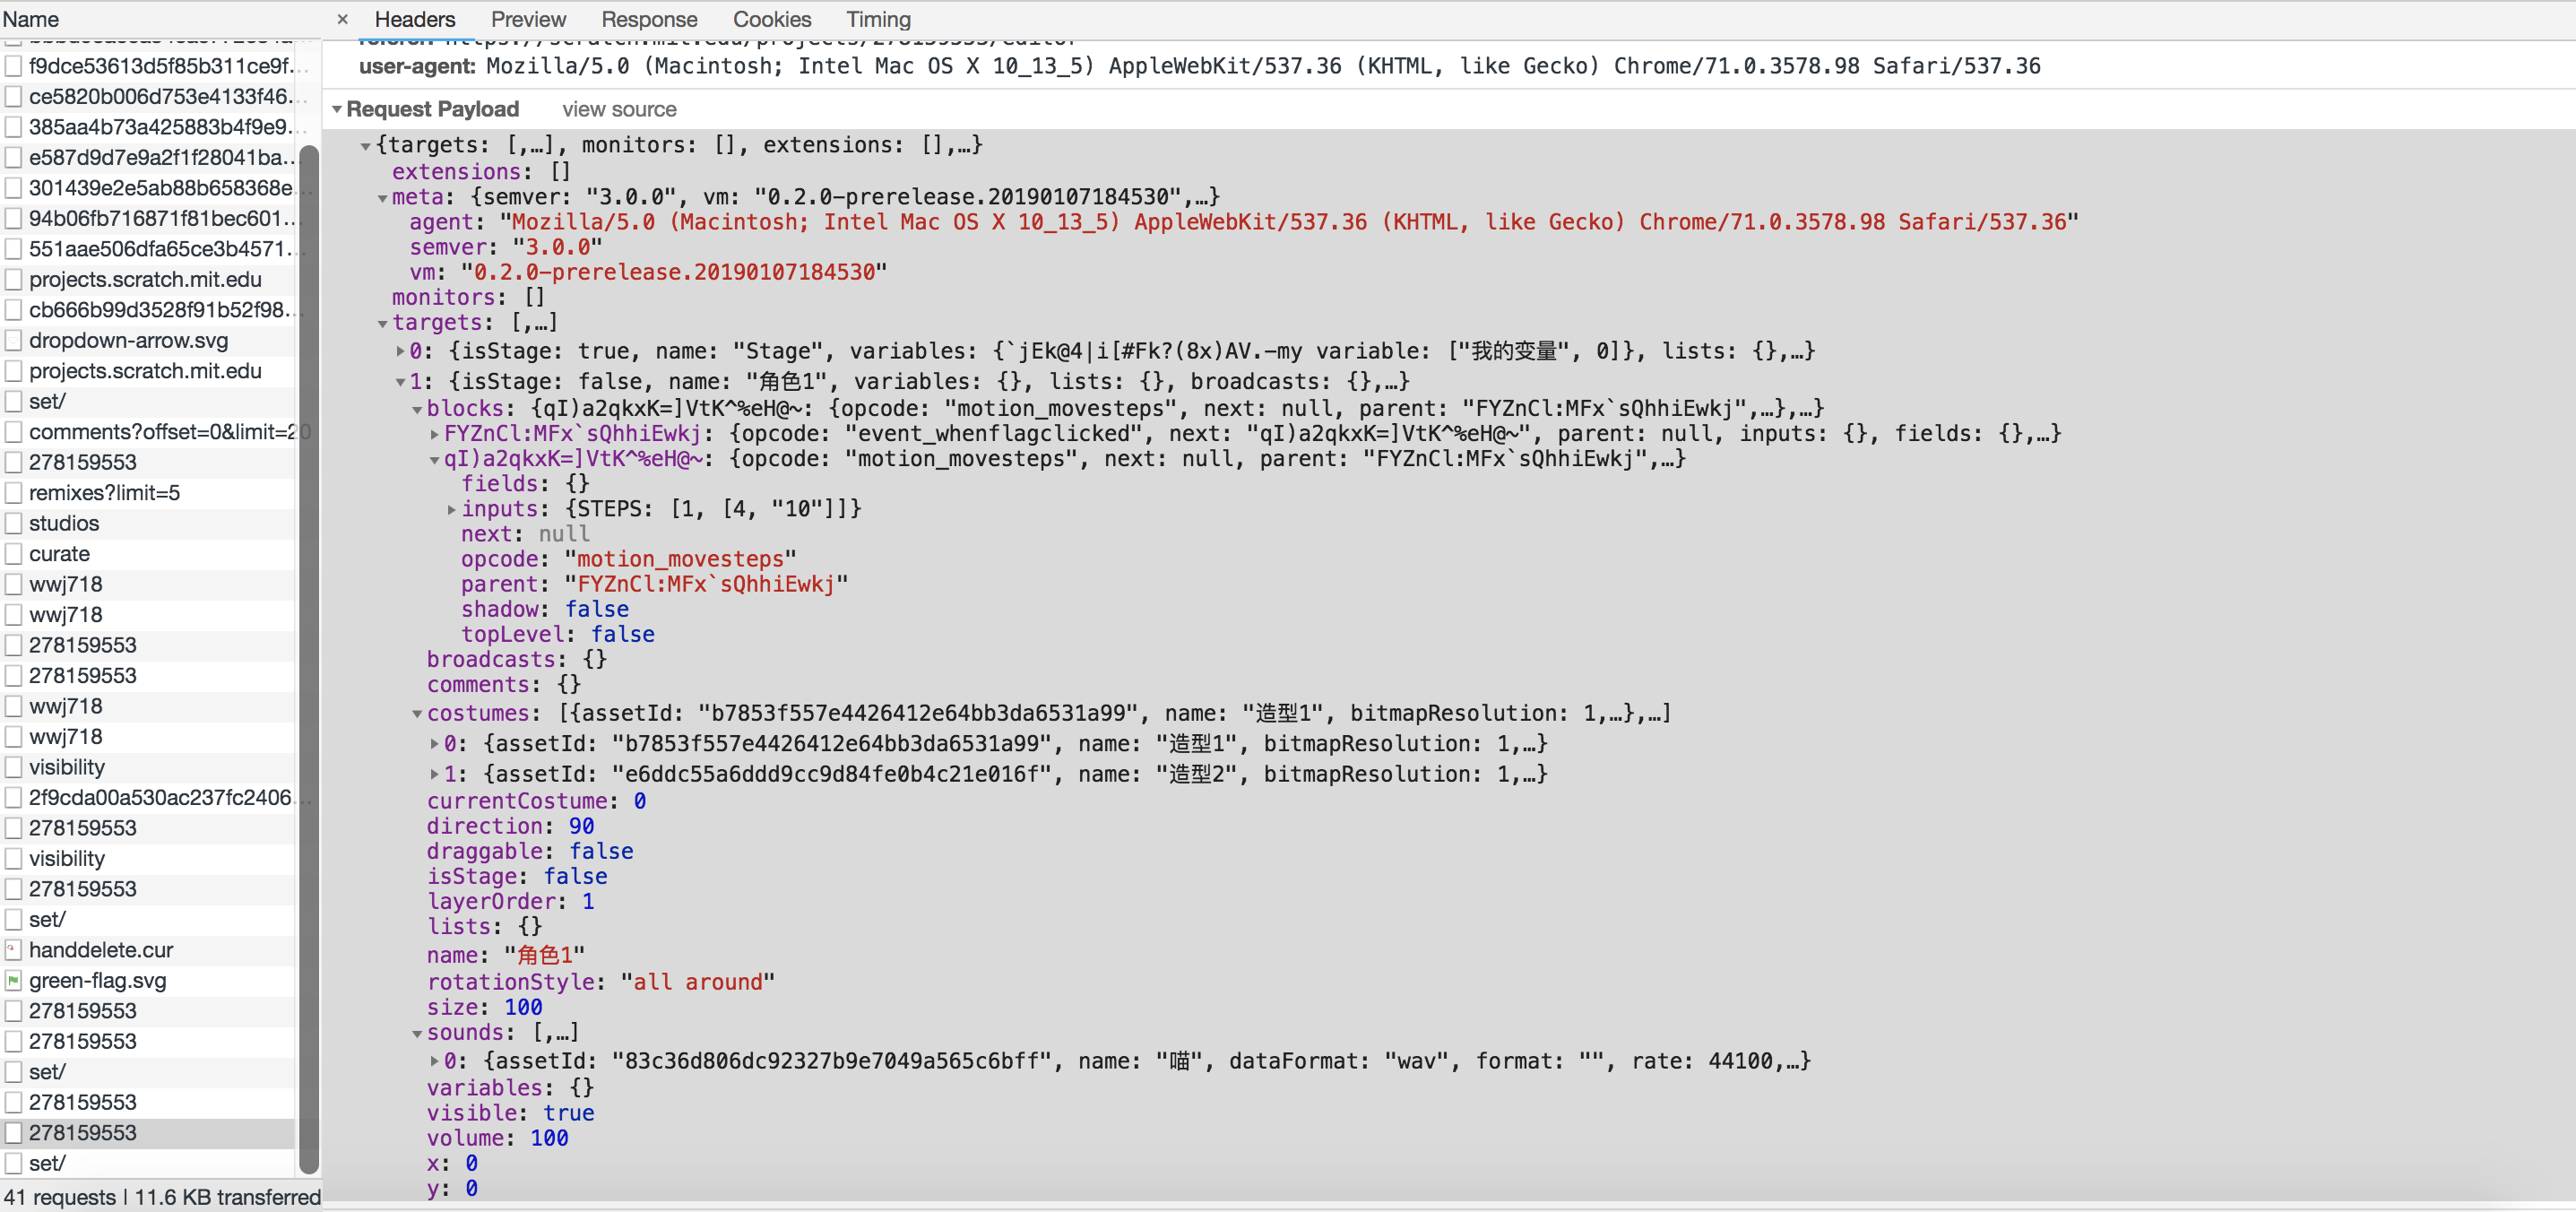 Name
f9dce53613d5f85b311ce9f...
ce5820b006d753e4133f46...
385aa4b73a425883b4f9e9...
e587d9d7e9a2f1f28041ba...
301439e2e5ab88b658368e...
94b06fb716871f81bec601...
551aae506dfa65ce3b4571...
projects.scratch.mit.edu
cb666b99d3528f91b52f98...
dropdown-arrow.svg
projects.scratch.mit.edu
set/
comments?offset=0&limit=20
278159553
remixes?limit=5
studios
curate
wwj718
wwj718
278159553
278159553
wwj718
wwj718
visibility
2f9cda00a530ac237fc2406...
278159553
visibility
278159553
set/
handdelete.cur
green-flag.svg
278159553
278159553
set/
278159553
278159553
set/
41 requests | 11.6 KB transferred
× Headers Preview Response Cookies Timing
referer: https://scratch.mit.edu/projects/278159553/editor
user-agent: Mozilla/5.0 (Macintosh; Intel Mac OS X 10_13_5) AppleWebKit/537.36 (KHTML, like Gecko) Chrome/71.0.3578.98 Safari/537.36
Request Payload view source
{targets: [,…], monitors: [], extensions: [],…}
extensions: []
meta: {semver: "3.0.0", vm: "0.2.0-prerelease.20190107184530",…}
agent: "Mozilla/5.0 (Macintosh; Intel Mac OS X 10_13_5) AppleWebKit/537.36 (KHTML, like Gecko) Chrome/71.0.3578.98 Safari/537.36"
semver: "3.0.0"
vm: "0.2.0-prerelease.20190107184530"
monitors: []
targets: [,…]
0: {isStage: true, name: "Stage", variables: {`jEk@4|i[#Fk?(8x)AV.-my variable: ["我的变量", 0]}, lists: {},…}
1: {isStage: false, name: "角色1", variables: {}, lists: {}, broadcasts: {},…}
blocks: {qI)a2qkxK=]VtK^%eH@~: {opcode: "motion_movesteps", next: null, parent: "FYZnCl:MFx`sQhhiEwkj",…},…}
FYZnCl:MFx`sQhhiEwkj: {opcode: "event_whenflagclicked", next: "qI)a2qkxK=]VtK^%eH@~", parent: null, inputs: {}, fields: {},…}
qI)a2qkxK=]VtK^%eH@~: {opcode: "motion_movesteps", next: null, parent: "FYZnCl:MFx`sQhhiEwkj",…}
fields: {}
inputs: {STEPS: [1, [4, "10"]]}
next: null
opcode: "motion_movesteps"
parent: "FYZnCl:MFx`sQhhiEwkj"
shadow: false
topLevel: false
broadcasts: {}
comments: {}
costumes: [{assetId: "b7853f557e4426412e64bb3da6531a99", name: "造型1", bitmapResolution: 1,…},…]
0: {assetId: "b7853f557e4426412e64bb3da6531a99", name: "造型1", bitmapResolution: 1,…}
1: {assetId: "e6ddc55a6ddd9cc9d84fe0b4c21e016f", name: "造型2", bitmapResolution: 1,…}
currentCostume: 0
direction: 90
draggable: false
isStage: false
layerOrder: 1
lists: {}
name: "角色1"
rotationStyle: "all around"
size: 100
sounds: [,…]
0: {assetId: "83c36d806dc92327b9e7049a565c6bff", name: "喵", dataFormat: "wav", format: "", rate: 44100,…}
variables: {}
visible: true
volume: 100
x: 0
y: 0